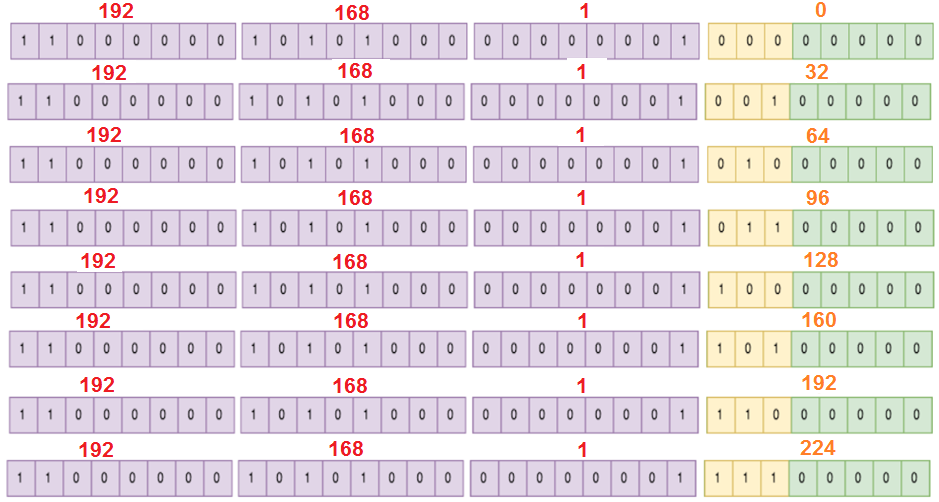 192 168 1 0
1 1 0 0 0 0 0 0 1 0 1 0 1 0 0 0 0 0 0 0 0 0 0 1 0 0 0 0 0 0 0 0
192 168 1 32
1 1 0 0 0 0 0 0 1 0 1 0 1 0 0 0 0 0 0 0 0 0 0 1 0 0 1 0 0 0 0 0
192 168 1 64
1 1 0 0 0 0 0 0 1 0 1 0 1 0 0 0 0 0 0 0 0 0 0 1 0 1 0 0 0 0 0 0
192 168 1 96
1 1 0 0 0 0 0 0 1 0 1 0 1 0 0 0 0 0 0 0 0 0 0 1 0 1 1 0 0 0 0 0
192 168 1 128
1 1 0 0 0 0 0 0 1 0 1 0 1 0 0 0 0 0 0 0 0 0 0 1 1 0 0 0 0 0 0 0
192 168 1 160
1 1 0 0 0 0 0 0 1 0 1 0 1 0 0 0 0 0 0 0 0 0 0 1 1 0 1 0 0 0 0 0
192 168 1 192
1 1 0 0 0 0 0 0 1 0 1 0 1 0 0 0 0 0 0 0 0 0 0 1 1 1 0 0 0 0 0 0
192 168 1 224
1 1 0 0 0 0 0 0 1 0 1 0 1 0 0 0 0 0 0 0 0 0 0 1 1 1 1 0 0 0 0 0